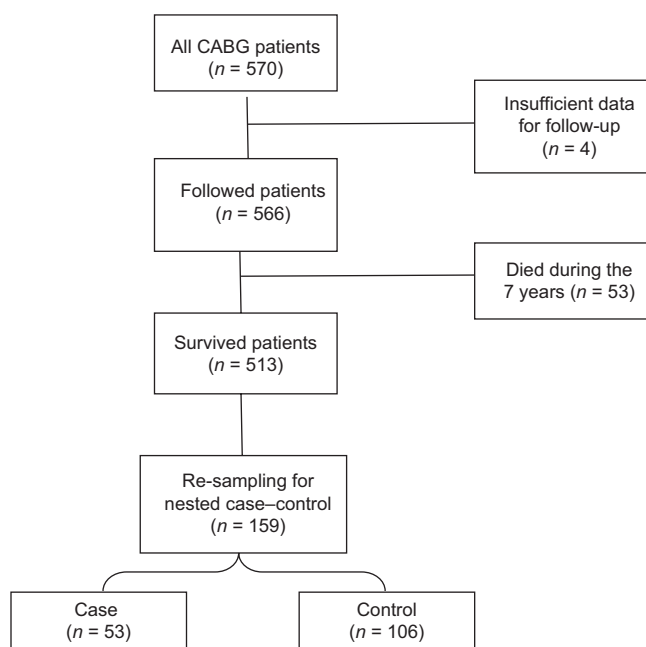 All CABG patients
(n = 570)
Insufficient data
for follow-up
(n = 4)
Followed patients
(n = 566)
Died during the
7 years (n = 53)
Survived patients
(n = 513)
Re-sampling for
nested case–control
(n = 159)
Case
(n = 53)
Control
(n = 106)